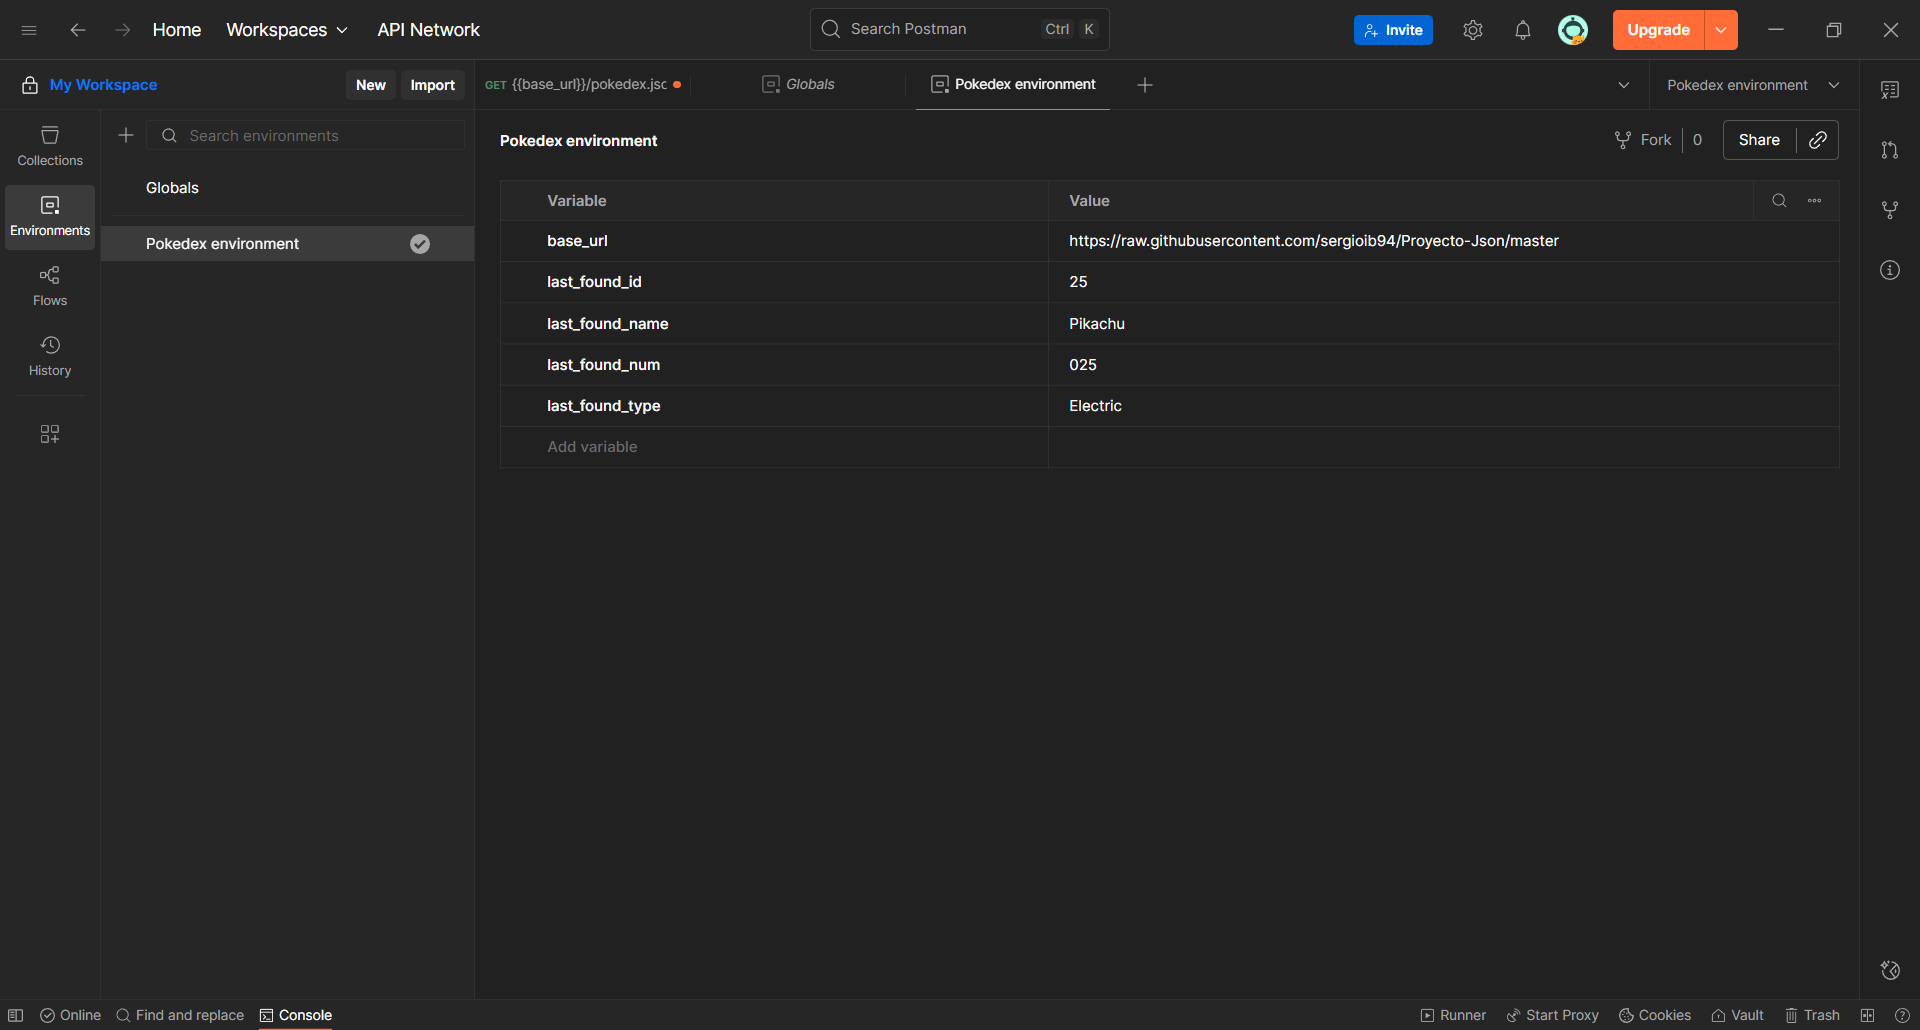 Home Workspaces API Network Search Postman Ctrl K Invite Upgrade
My Workspace New Import GET {{base_url}}/pokedex.jsc Globals Pokedex environment Pokedex environment
Collections
Environments
Flows
History
Search environments
Globals
Pokedex environment
Pokedex environment Fork 0 Share
Variable Value
base_url https://raw.githubusercontent.com/sergioib94/Proyecto-Json/master
last_found_id 25
last_found_name Pikachu
last_found_num 025
last_found_type Electric
Add variable
Online Find and replace Console Runner Start Proxy Cookies Vault Trash